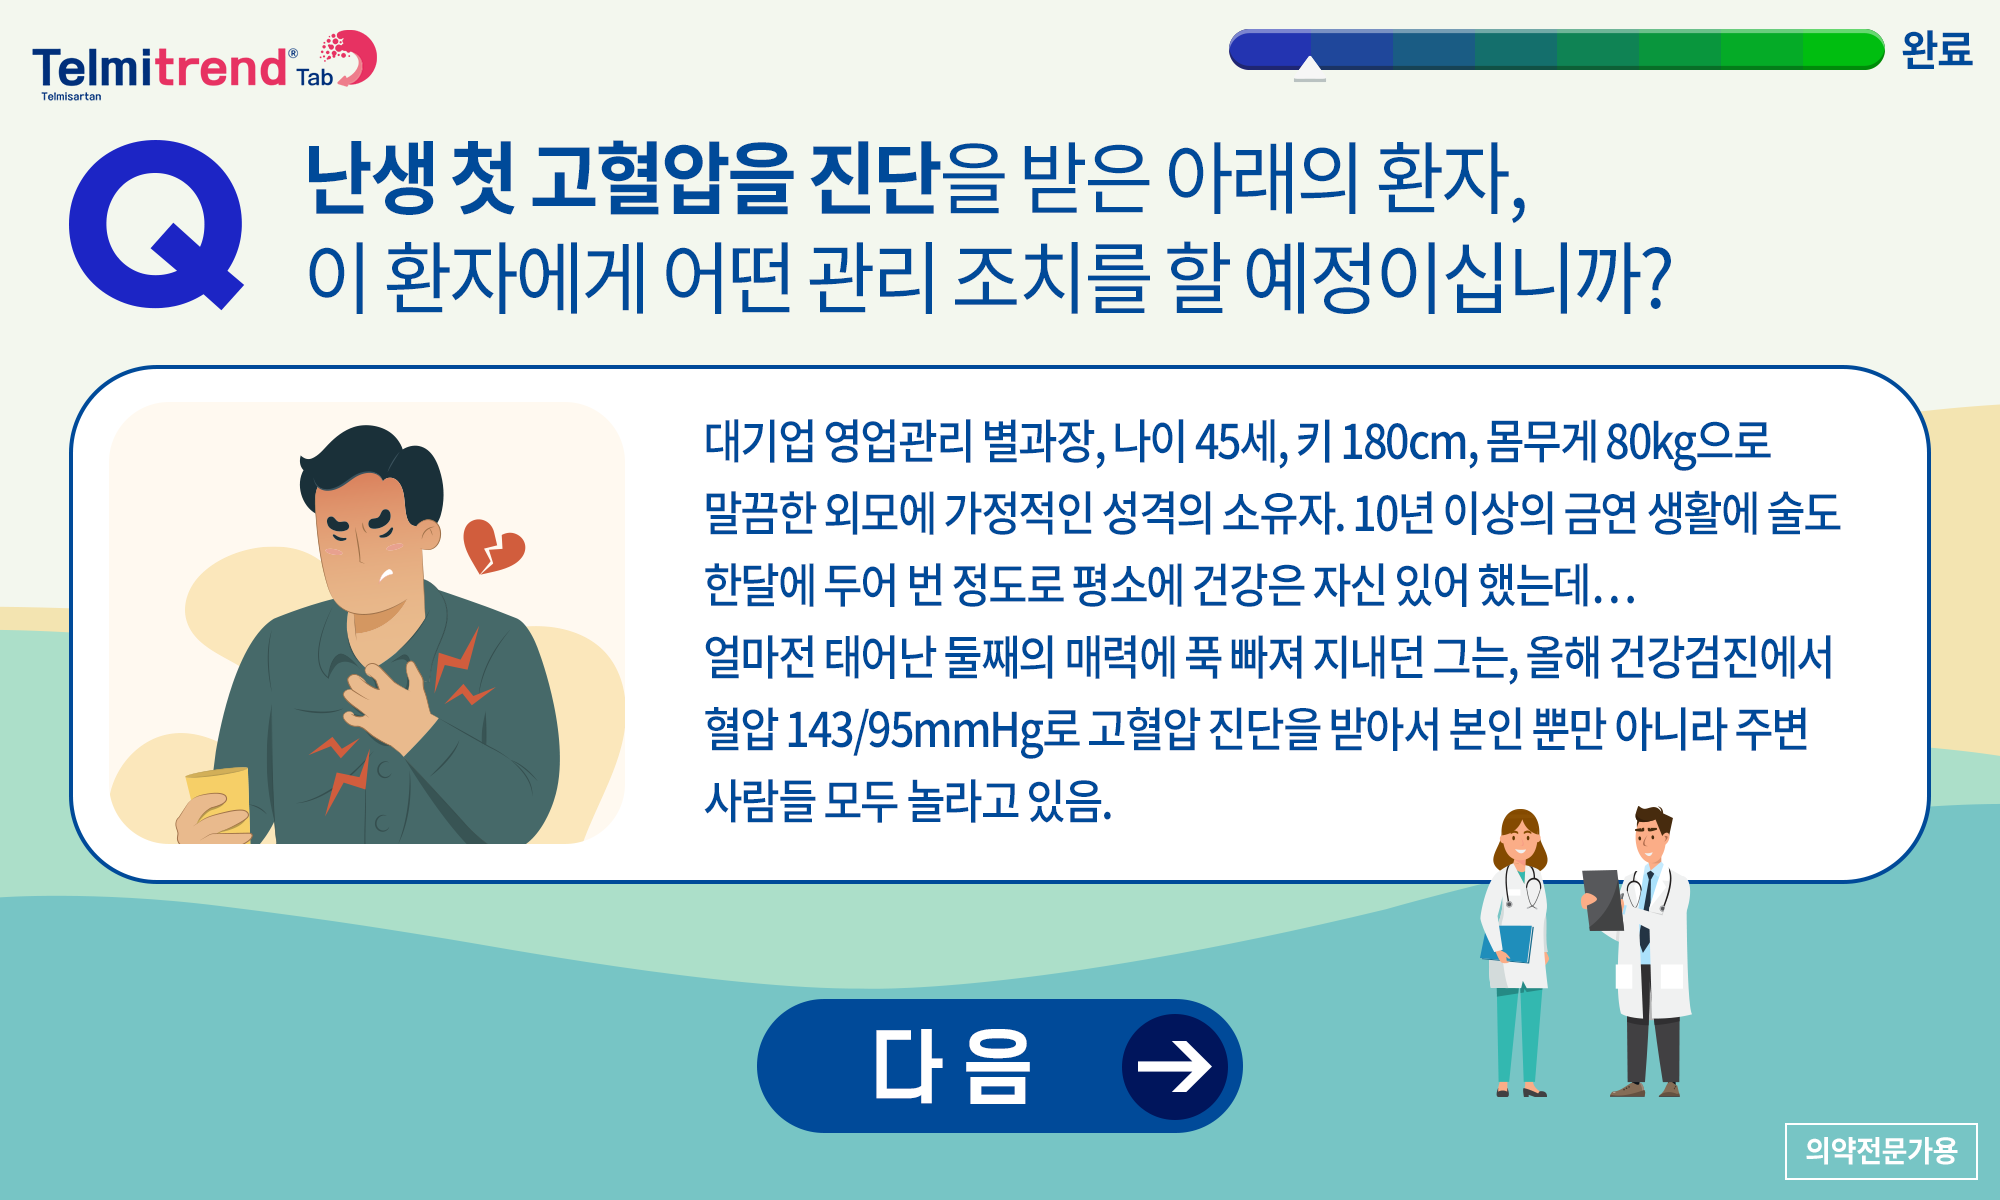 Telmitrend® Tab
Telmisartan
완료
Q
난생 첫 고혈압을 진단을 받은 아래의 환자,
이 환자에게 어떤 관리 조치를 할 예정이십니까?
대기업 영업관리 별과장, 나이 45세, 키 180cm, 몸무게 80kg으로
말끔한 외모에 가정적인 성격의 소유자. 10년 이상의 금연 생활에 술도
한달에 두어 번 정도로 평소에 건강은 자신 있어 했는데...
얼마전 태어난 둘째의 매력에 푹 빠져 지내던 그는, 올해 건강검진에서
혈압 143/95mmHg로 고혈압 진단을 받아서 본인 뿐만 아니라 주변
사람들 모두 놀라고 있음.
다음
의약전문가용